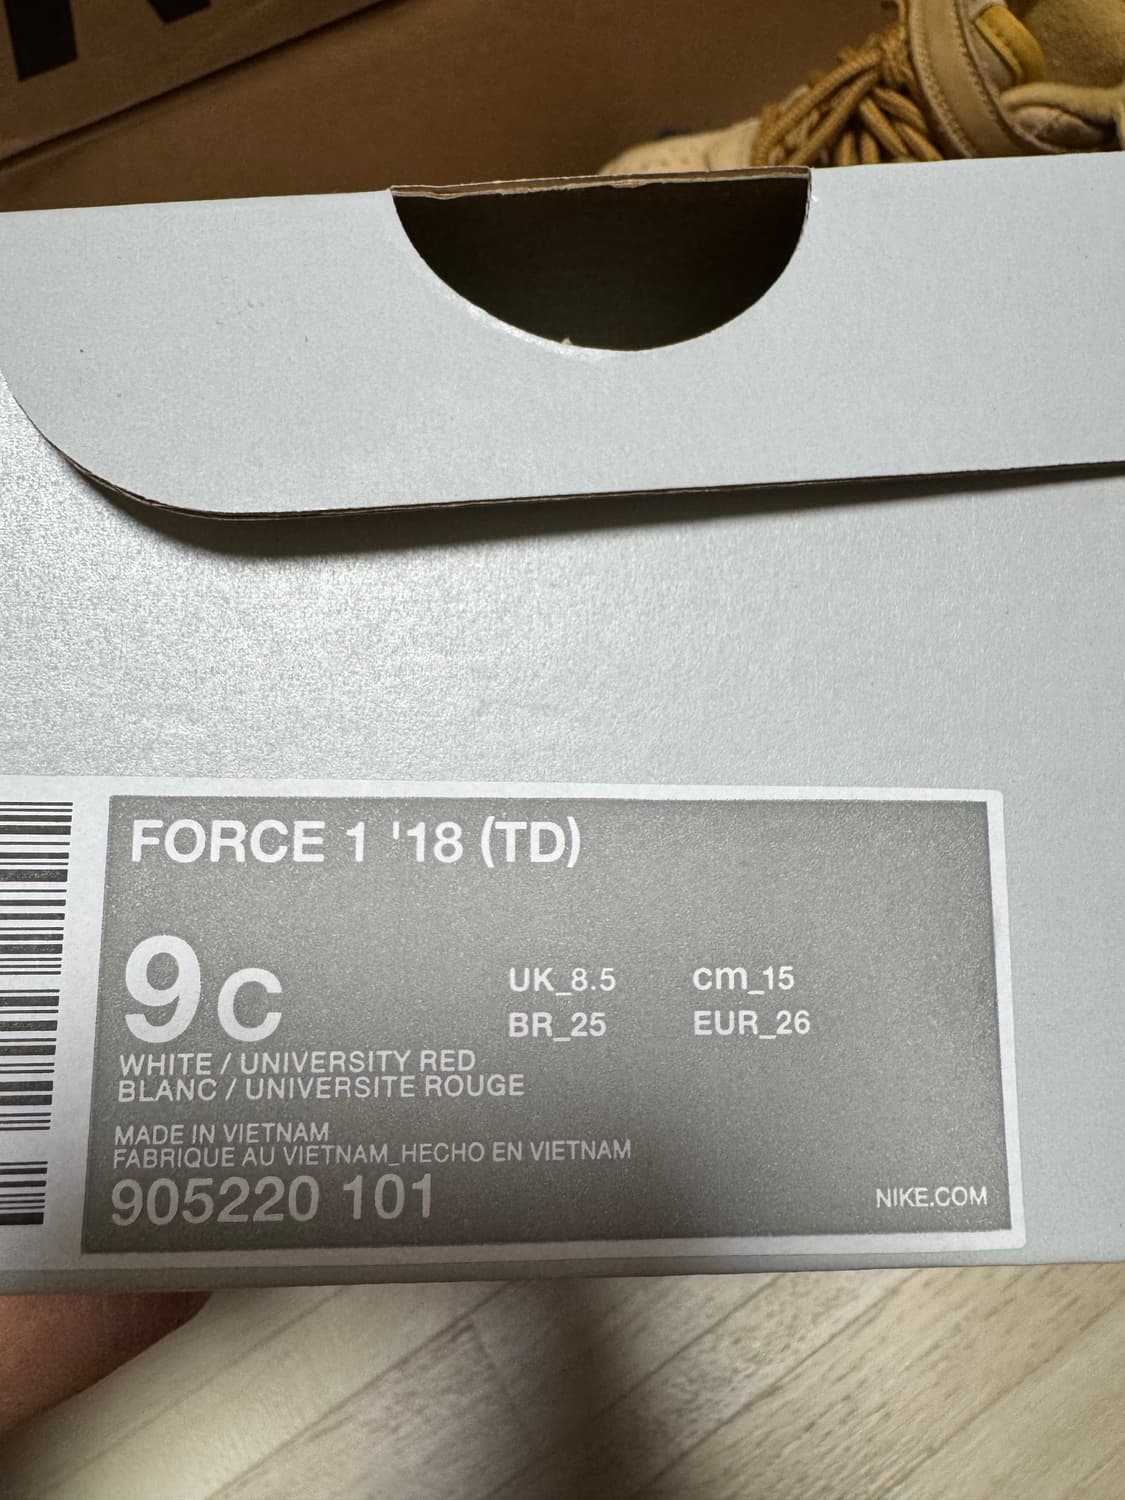 FORCE 1 '18 (TD)
9C
UK_8.5 cm_15
BR_25 EUR_26
WHITE / UNIVERSITY RED
BLANC / UNIVERSITE ROUGE
MADE IN VIETNAM
FABRIQUE AU VIETNAM_HECHO EN VIETNAM
905220 101
NIKE.COM